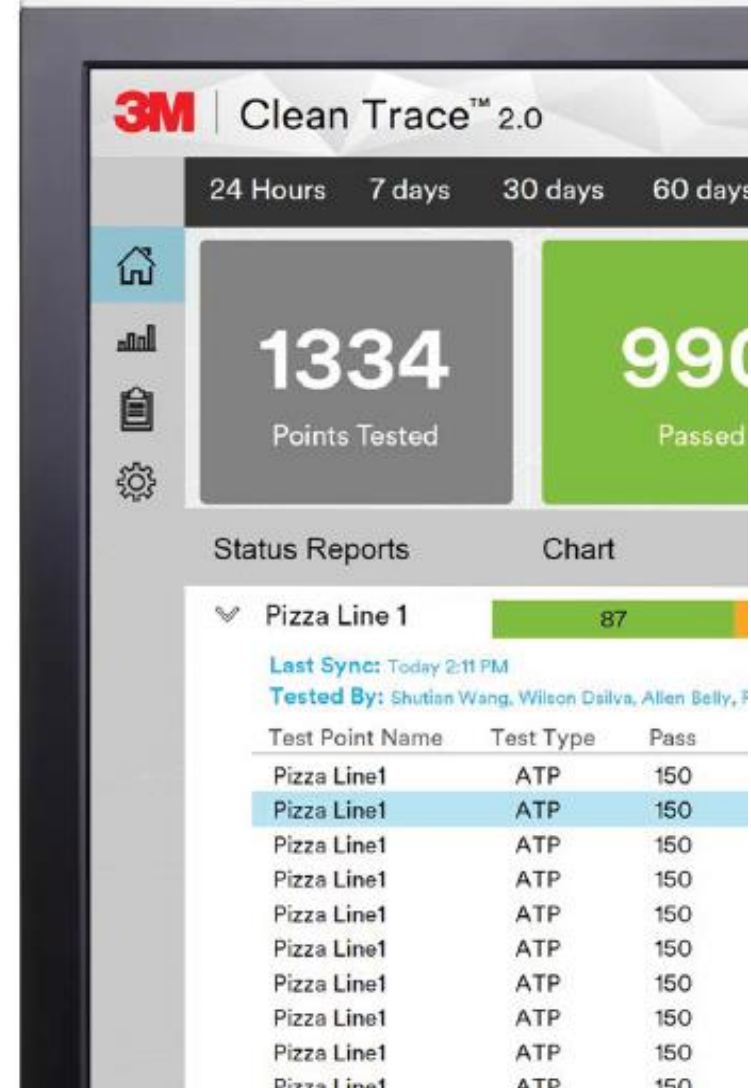 3M Clean Trace™ 2.0
24 Hours 7 days 30 days 60 days
1334 990
Points Tested Passed
Status Reports Chart
Pizza Line 1 87
Last Sync: Today 2:11 PM
Tested By: Shutian Wang, Wilson Dsilva, Allen Belly,
Test Point Name Test Type Pass
Pizza Line1 ATP 150
Pizza Line1 ATP 150
Pizza Line1 ATP 150
Pizza Line1 ATP 150
Pizza Line1 ATP 150
Pizza Line1 ATP 150
Pizza Line1 ATP 150
Pizza Line1 ATP 150
Pizza Line1 ATP 150
Pizza Line1 ATP 150